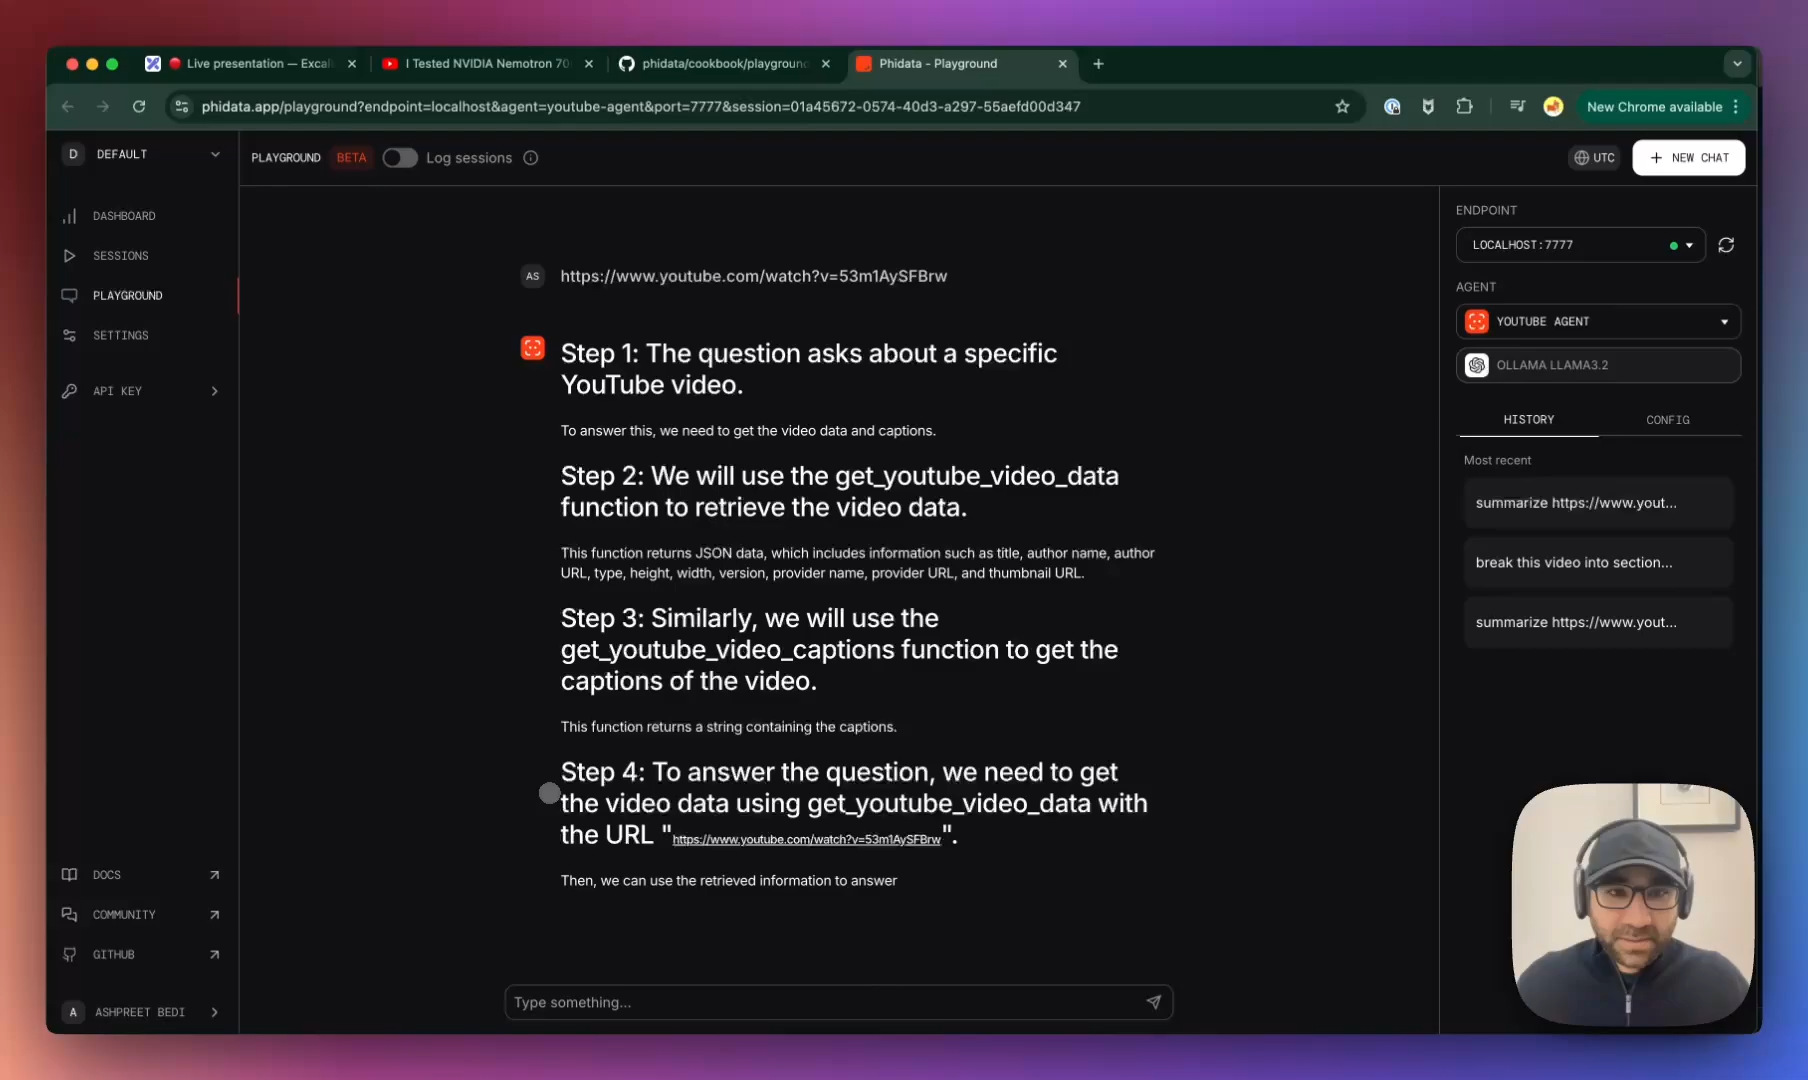 Live presentation — Excal
I Tested NVIDIA Nemotron 70
phidata/cookbook/playground
Phidata - Playground
phidata.app/playground?endpoint=localhost&agent=youtube-agent&port=7777&session=01a45672-0574-40d3-a297-55aefd00d347
New Chrome available
D DEFAULT
DASHBOARD
SESSIONS
PLAYGROUND
SETTINGS
API KEY
DOCS
COMMUNITY
GITHUB
A ASHPREET BEDI
PLAYGROUND BETA Log sessions
UTC
+ NEW CHAT
AS https://www.youtube.com/watch?v=53m1AySFBrw
Step 1: The question asks about a specific
YouTube video.
To answer this, we need to get the video data and captions.
Step 2: We will use the get_youtube_video_data
function to retrieve the video data.
This function returns JSON data, which includes information such as title, author name, author
URL, type, height, width, version, provider name, provider URL, and thumbnail URL.
Step 3: Similarly, we will use the
get_youtube_video_captions function to get the
captions of the video.
This function returns a string containing the captions.
Step 4: To answer the question, we need to get
the video data using get_youtube_video_data with
the URL "https://www.youtube.com/watch?v=53m1AySFBrw".
Then, we can use the retrieved information to answer
Type something...
ENDPOINT
LOCALHOST:7777
AGENT
YOUTUBE AGENT
OLLAMA LLAMA3.2
HISTORY CONFIG
Most recent
summarize https://www.yout...
break this video into section...
summarize https://www.yout...